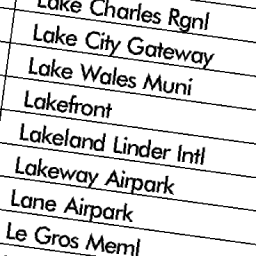 Lake Charles Rgnl
Lake City Gateway
Lake Wales Muni
Lakefront
Lakeland Linder Intl
Lakeway Airpark
Lane Airpark
Le Gros Meml